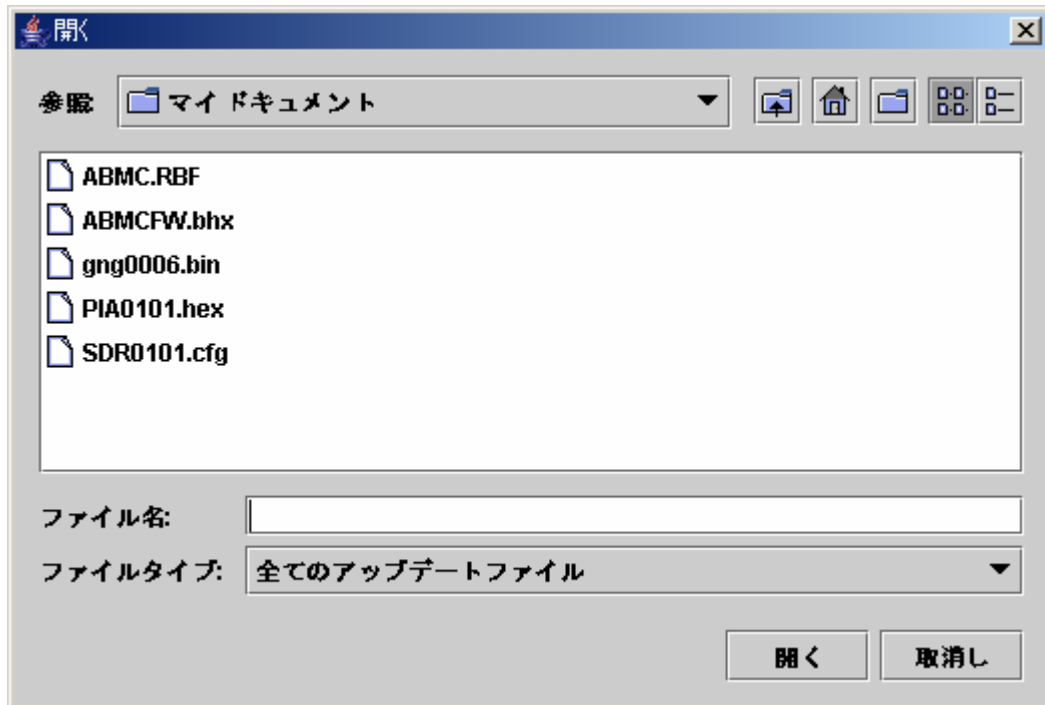 開く
参照: マイ ドキュメント
ABMC.RBF
ABMCFW.bhx
gng0006.bin
PIA0101.hex
SDR0101.cfg
ファイル名:
ファイルタイプ: 全てのアップデートファイル
開く 取消し